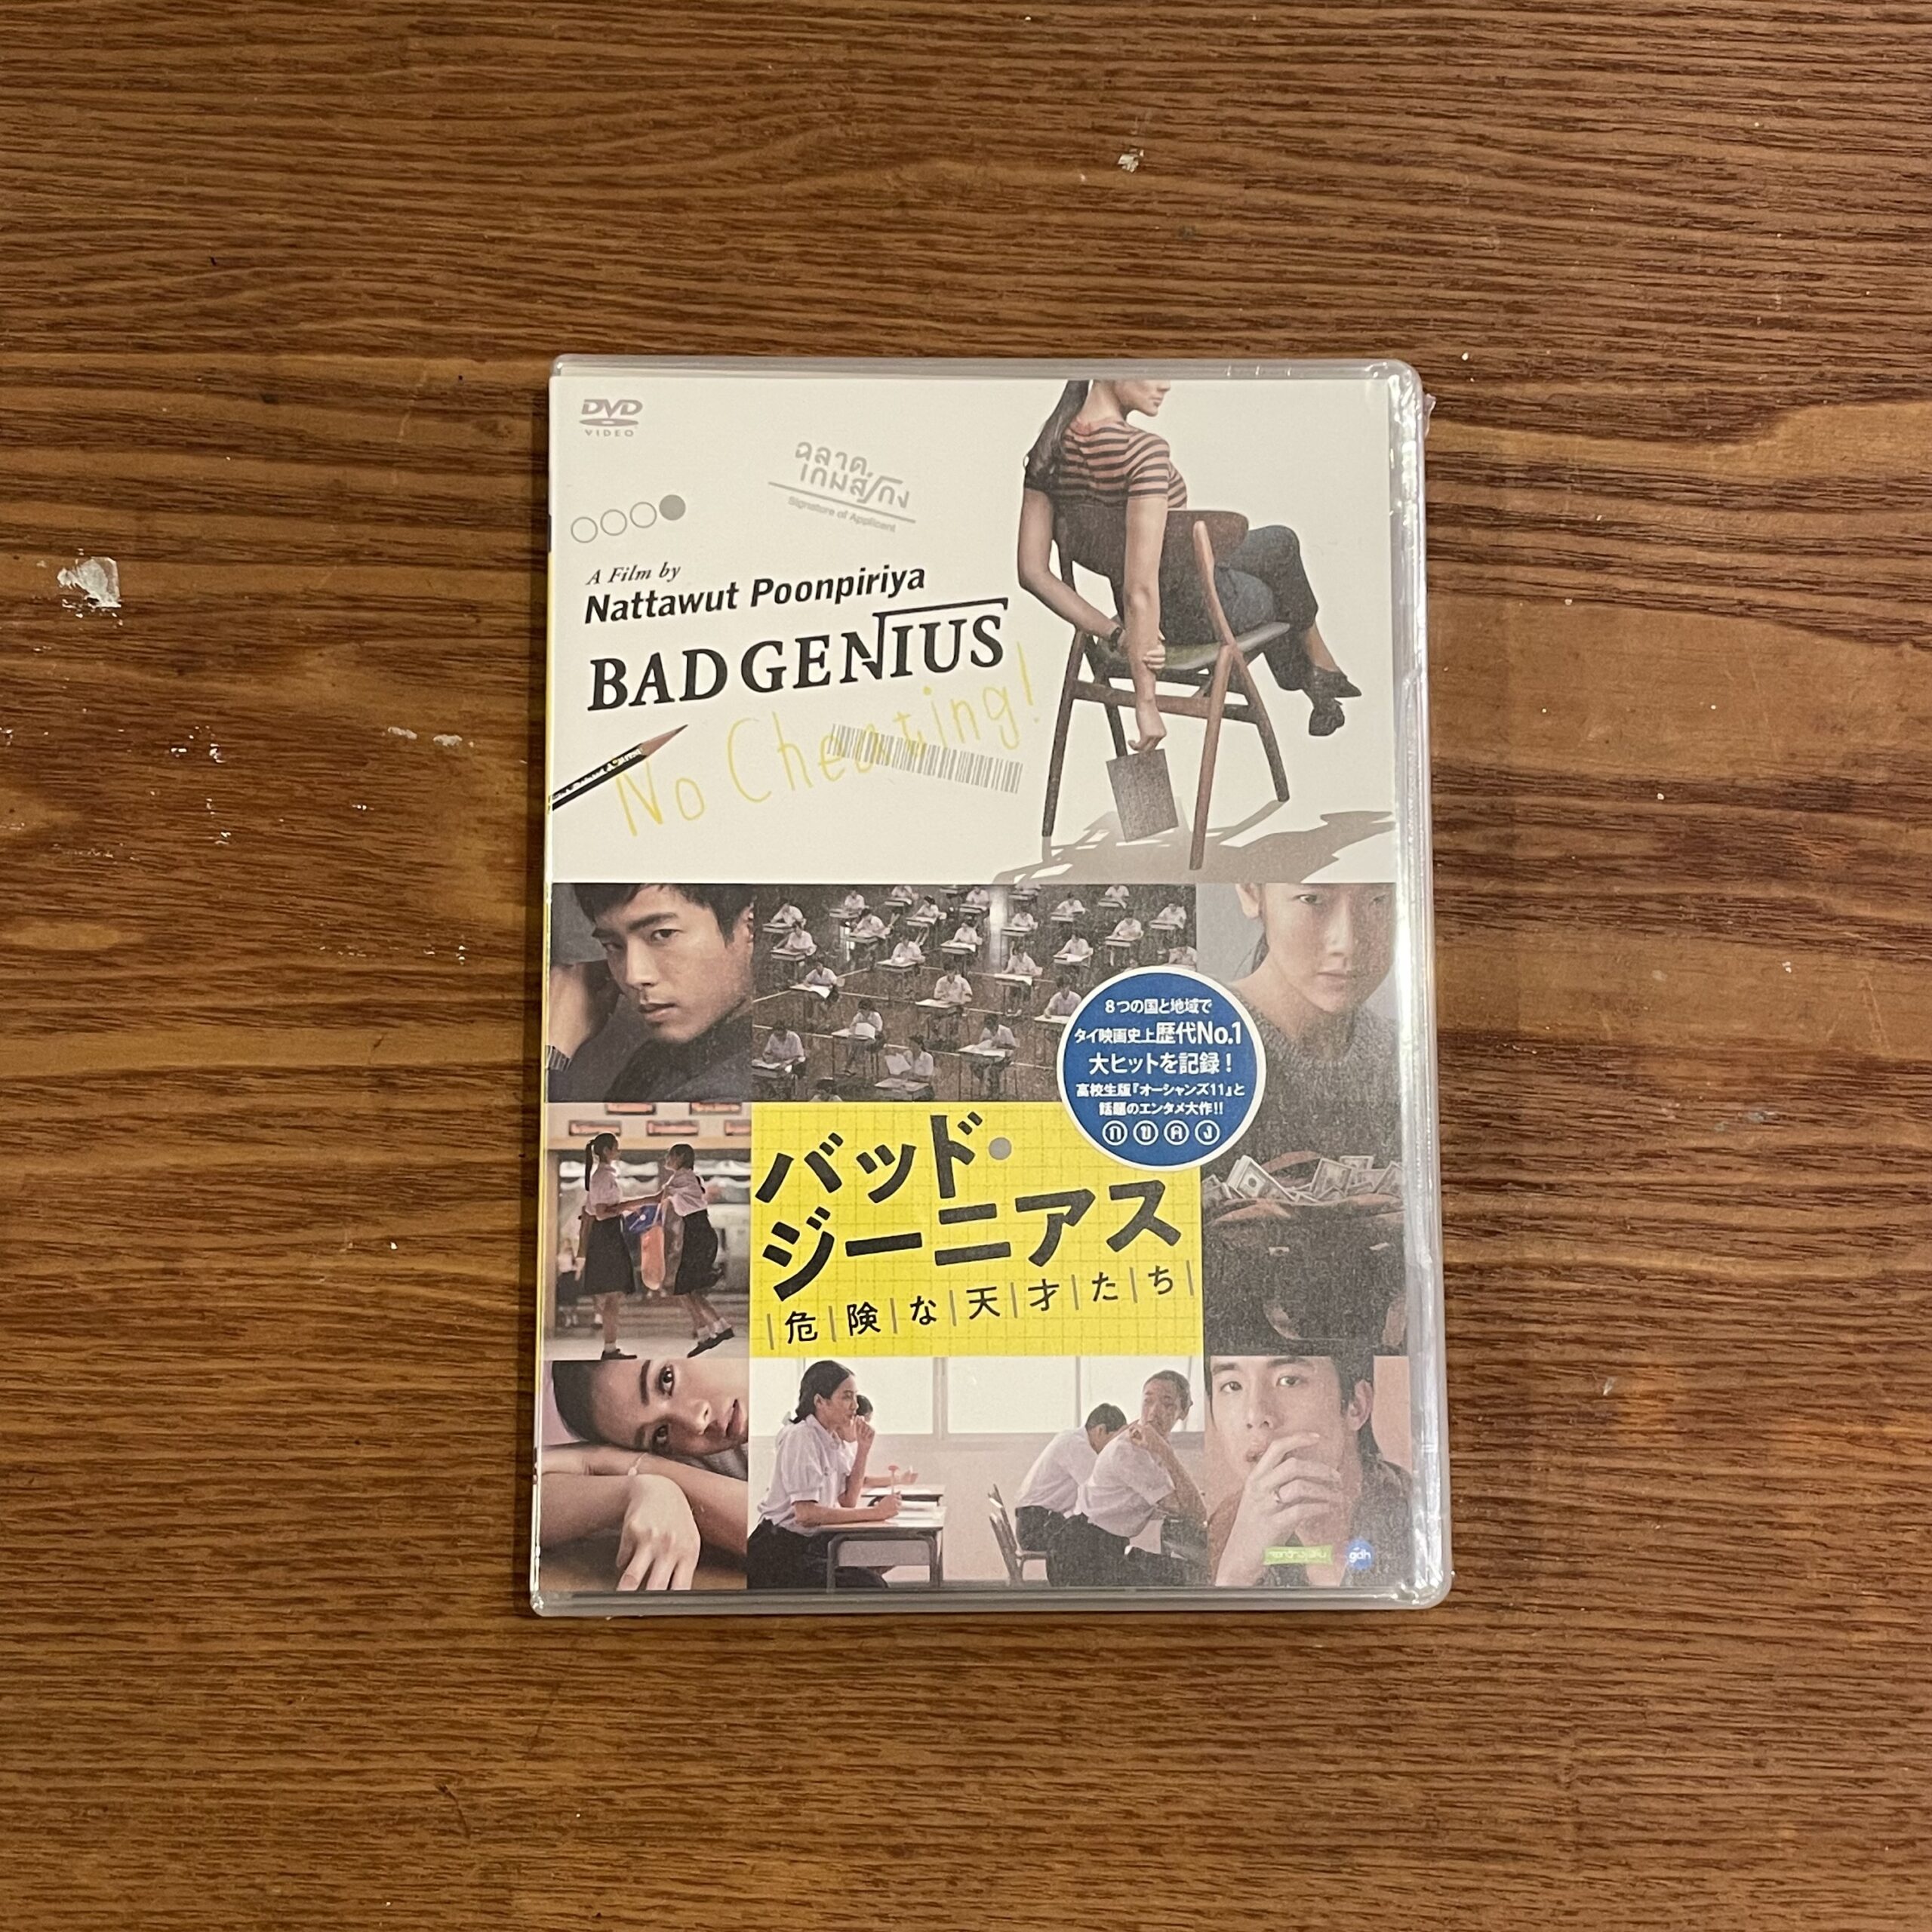 DVD
VIDEO
ฉลาด
เกมส์โกง
Signature of Applicant
A Film by
Nattawut Poonpiriya
BAD GENIUS
No Cheating!
8つの国と地域で
タイ映画史上歴代No.1
大ヒットを記録！
高校生版『オーシャンズ11』と
話題のエンタメ大作!!
ก ข ค ง
バッド・
ジーニアス
危険な天才たち
gdh